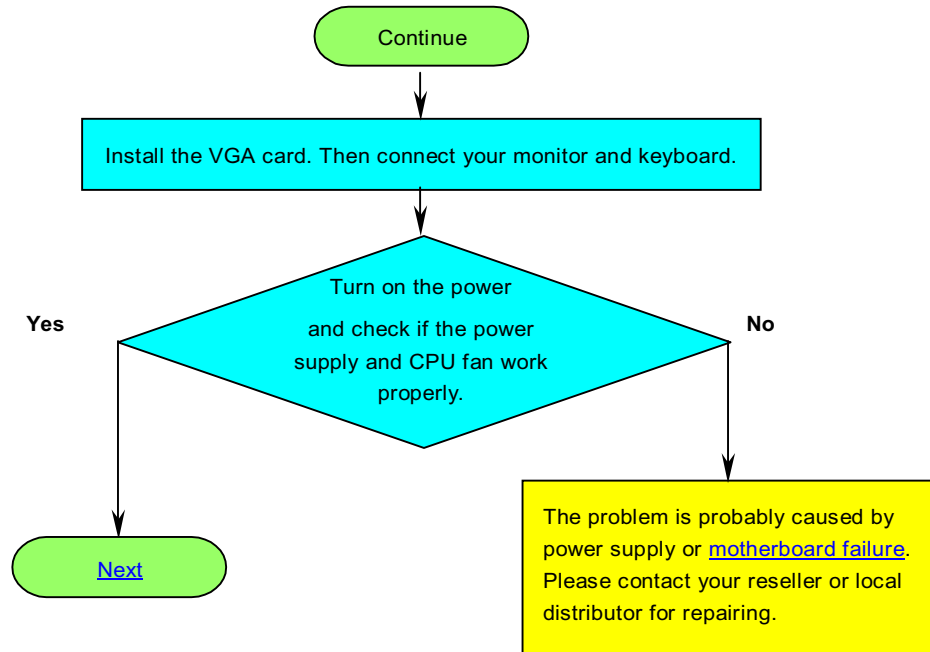 Continue
Install the VGA card. Then connect your monitor and keyboard.
Turn on the power
and check if the power
supply and CPU fan work
properly.
Yes
No
Next
The problem is probably caused by
power supply or motherboard failure.
Please contact your reseller or local
distributor for repairing.